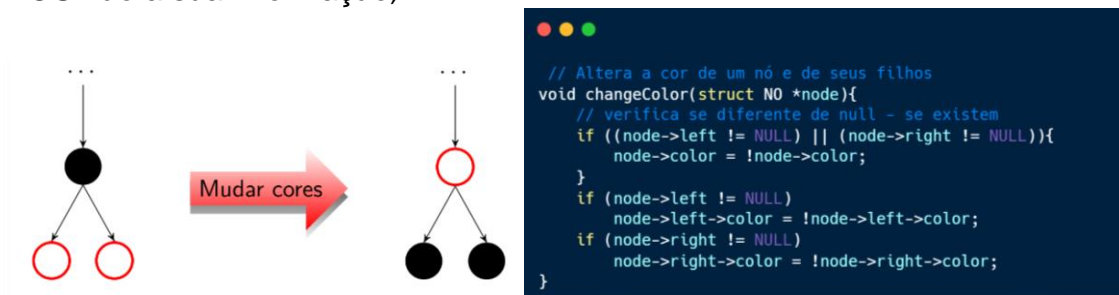 ...
...
Mudar cores
// Altera a cor de um nó e de seus filhos
void changeColor(struct NO *node){
    // verifica se diferente de null - se existem
    if ((node->left != NULL) || (node->right != NULL)){
        node->color = !node->color;
    }
    if (node->left != NULL)
        node->left->color = !node->left->color;
    if (node->right != NULL)
        node->right->color = !node->right->color;
}